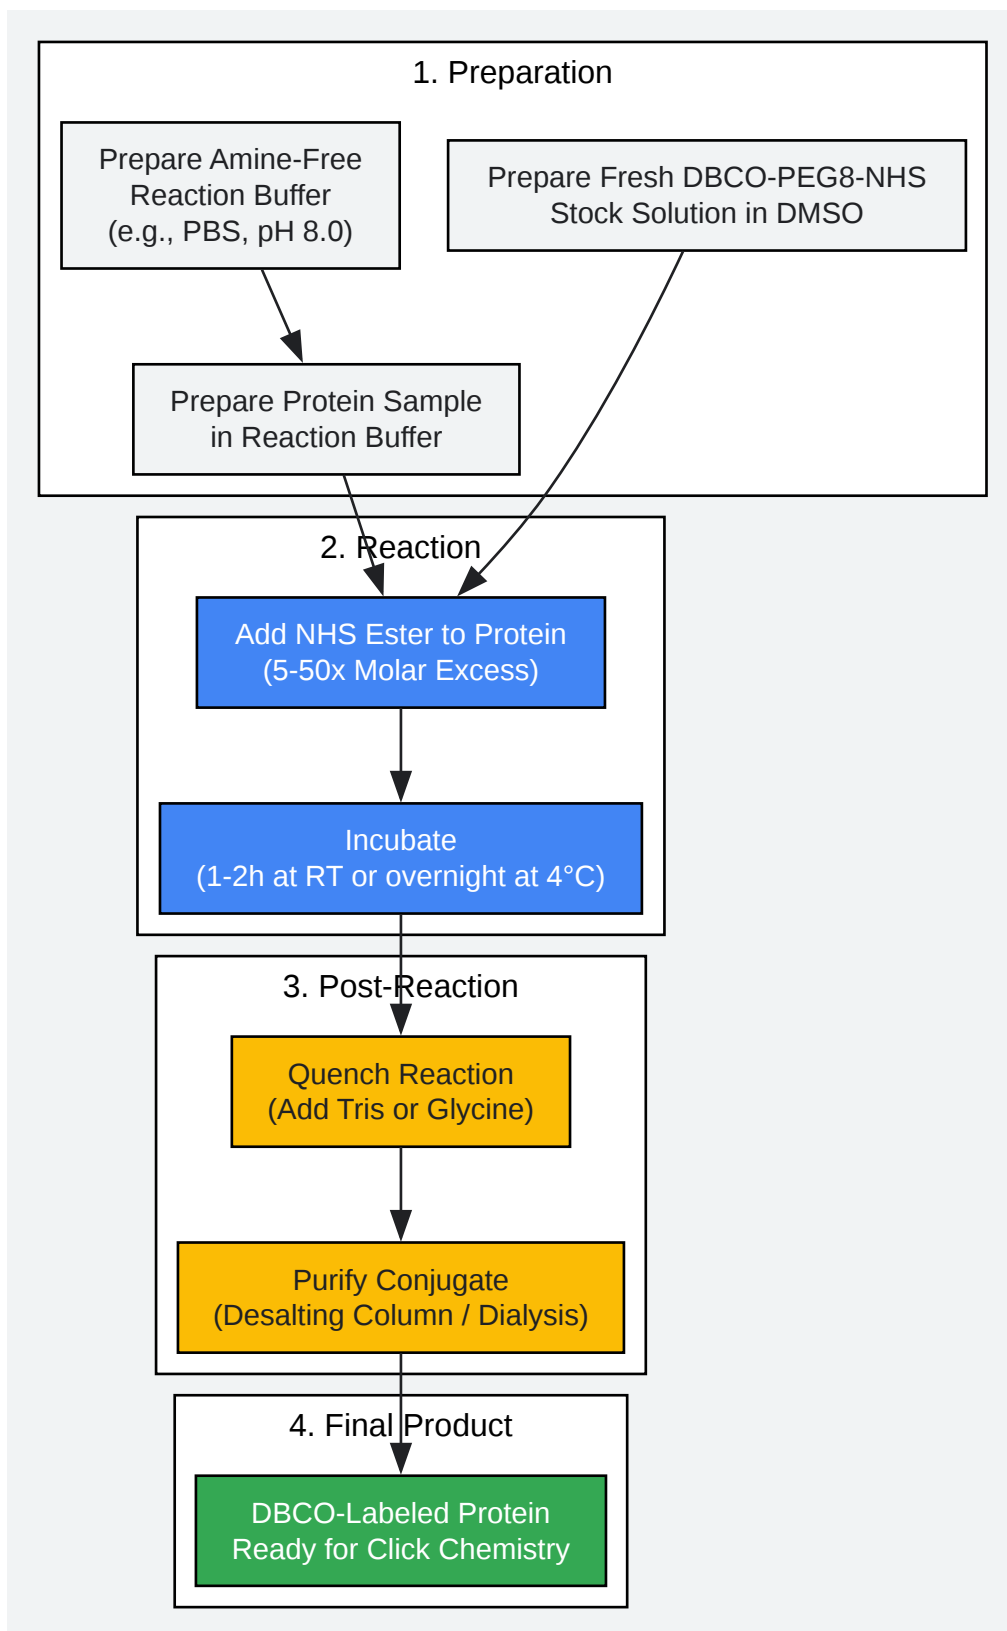 1. Preparation
Prepare Amine-Free
Reaction Buffer
(e.g., PBS, pH 8.0)
Prepare Fresh DBCO-PEG8-NHS
Stock Solution in DMSO
Prepare Protein Sample
in Reaction Buffer
2. Reaction
Add NHS Ester to Protein
(5-50x Molar Excess)
Incubate
(1-2h at RT or overnight at 4°C)
3. Post-Reaction
Quench Reaction
(Add Tris or Glycine)
Purify Conjugate
(Desalting Column / Dialysis)
4. Final Product
DBCO-Labeled Protein
Ready for Click Chemistry